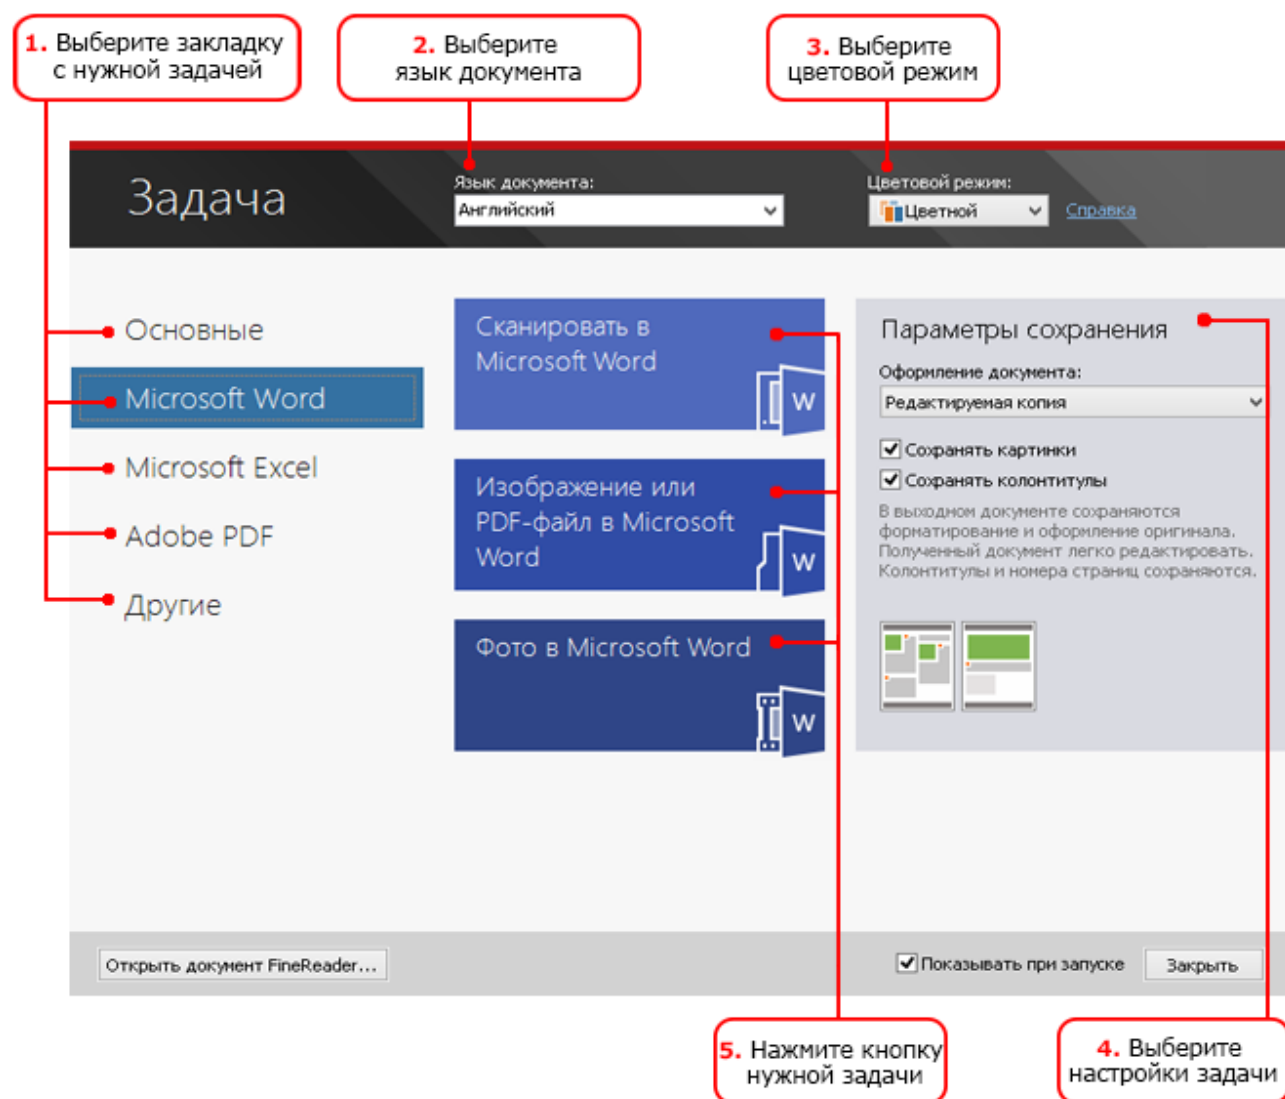 1. Выберите закладку
с нужной задачей
2. Выберите
язык документа
3. Выберите
цветовой режим
Задача
Язык документа:
Английский
Цветовой режим:
Цветной
Справка
Основные
Microsoft Word
Microsoft Excel
Adobe PDF
Другие
Сканировать в
Microsoft Word
W
Изображение или
PDF-файл в Microsoft
Word
W
Фото в Microsoft Word
W
Параметры сохранения
Оформление документа:
Редактируемая копия
Сохранять картинки
Сохранять колонтитулы
В выходном документе сохраняются
форматирование и оформление оригинала.
Полученный документ легко редактировать.
Колонтитулы и номера страниц сохраняются.
Открыть документ FineReader...
Показывать при запуске
Закрыть
5. Нажмите кнопку
нужной задачи
4. Выберите
настройки задачи